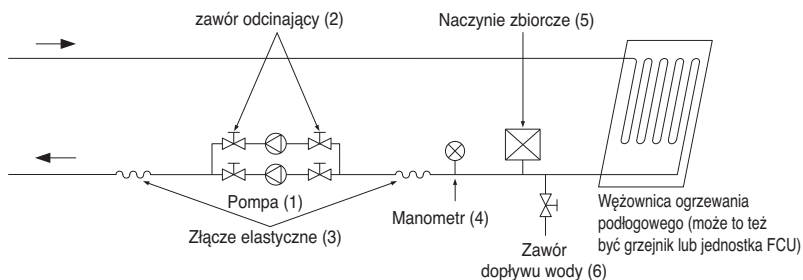 zawór odcinający (2)
Naczynie zbiorcze (5)
Pompa (1)
Złącze elastyczne (3)
Manometr (4)
Zawór
dopływu wody (6)
Wężownica ogrzewania
podłogowego (może to też
być grzejnik lub jednostka FCU)